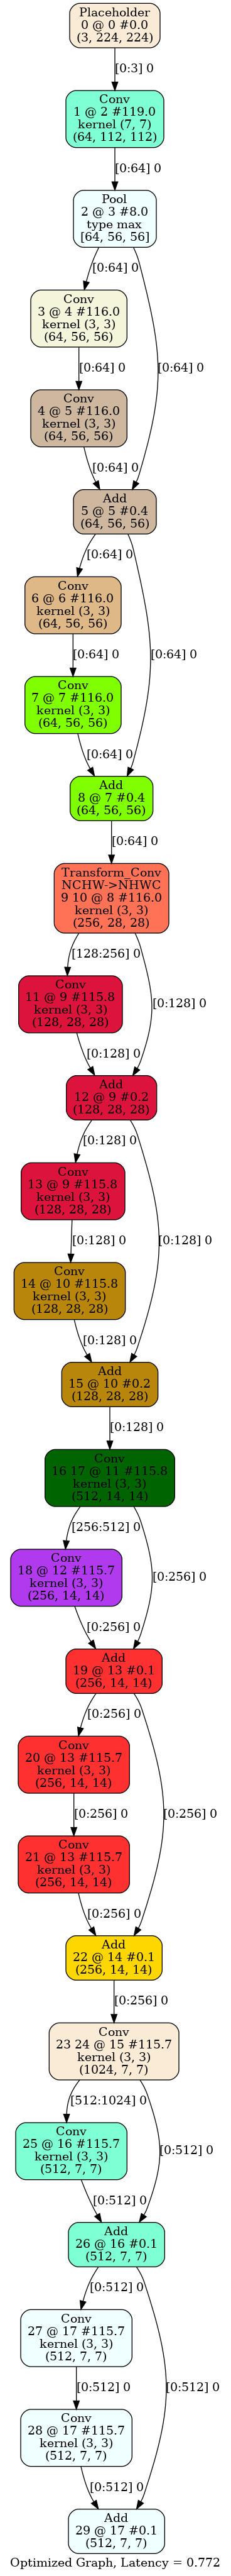 Placeholder
0 @ 0 #0.0
(3, 224, 224)
[0:3] 0
Conv
1 @ 2 #119.0
kernel (7, 7)
(64, 112, 112)
[0:64] 0
Pool
2 @ 3 #8.0
type max
[64, 56, 56]
[0:64] 0
Conv
3 @ 4 #116.0
kernel (3, 3)
(64, 56, 56)
[0:64] 0
[0:64] 0
Conv
4 @ 5 #116.0
kernel (3, 3)
(64, 56, 56)
[0:64] 0
Add
5 @ 5 #0.4
(64, 56, 56)
[0:64] 0
Conv
6 @ 6 #116.0
kernel (3, 3)
(64, 56, 56)
[0:64] 0
[0:64] 0
Conv
7 @ 7 #116.0
kernel (3, 3)
(64, 56, 56)
[0:64] 0
Add
8 @ 7 #0.4
(64, 56, 56)
[0:64] 0
Transform_Conv
NCHW->NHWC
9 10 @ 8 #116.0
kernel (3, 3)
(256, 28, 28)
[128:256] 0
Conv
11 @ 9 #115.8
kernel (3, 3)
(128, 28, 28)
[0:128] 0
[0:128] 0
Add
12 @ 9 #0.2
(128, 28, 28)
[0:128] 0
Conv
13 @ 9 #115.8
kernel (3, 3)
(128, 28, 28)
[0:128] 0
[0:128] 0
Conv
14 @ 10 #115.8
kernel (3, 3)
(128, 28, 28)
[0:128] 0
Add
15 @ 10 #0.2
(128, 28, 28)
[0:128] 0
Conv
16 17 @ 11 #115.8
kernel (3, 3)
(512, 14, 14)
[256:512] 0
Conv
18 @ 12 #115.7
kernel (3, 3)
(256, 14, 14)
[0:256] 0
[0:256] 0
Add
19 @ 13 #0.1
(256, 14, 14)
[0:256] 0
Conv
20 @ 13 #115.7
kernel (3, 3)
(256, 14, 14)
[0:256] 0
[0:256] 0
Conv
21 @ 13 #115.7
kernel (3, 3)
(256, 14, 14)
[0:256] 0
Add
22 @ 14 #0.1
(256, 14, 14)
[0:256] 0
Conv
23 24 @ 15 #115.7
kernel (3, 3)
(1024, 7, 7)
[512:1024] 0
Conv
25 @ 16 #115.7
kernel (3, 3)
(512, 7, 7)
[0:512] 0
[0:512] 0
Add
26 @ 16 #0.1
(512, 7, 7)
[0:512] 0
Conv
27 @ 17 #115.7
kernel (3, 3)
(512, 7, 7)
[0:512] 0
[0:512] 0
Conv
28 @ 17 #115.7
kernel (3, 3)
(512, 7, 7)
[0:512] 0
Add
29 @ 17 #0.1
(512, 7, 7)
Optimized Graph, Latency = 0.772